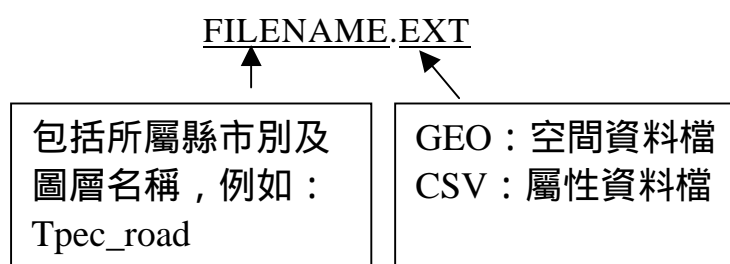 FILENAME.EXT
包括所屬縣市別及
圖層名稱，例如：
Tpec_road
GEO：空間資料檔
CSV：屬性資料檔